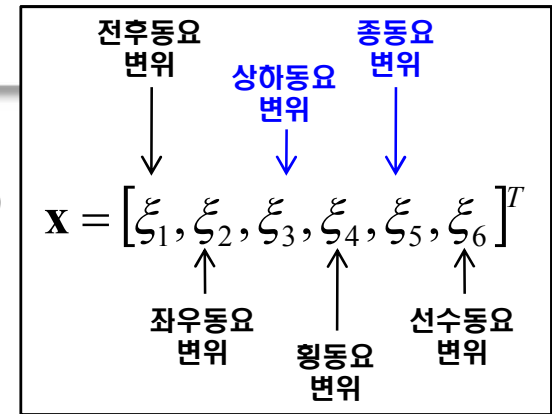 전후동요
변위
상하동요
변위
종동요
변위
x = [ξ₁, ξ₂, ξ₃, ξ₄, ξ₅, ξ₆]ᵀ
좌우동요
변위
횡동요
변위
선수동요
변위